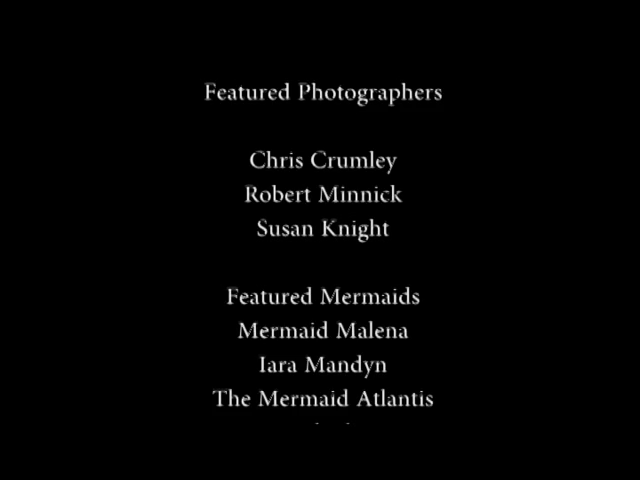 Featured Photographers
Chris Crumley
Robert Minnick
Susan Knight
Featured Mermaids
Mermaid Malena
Iara Mandyn
The Mermaid Atlantis